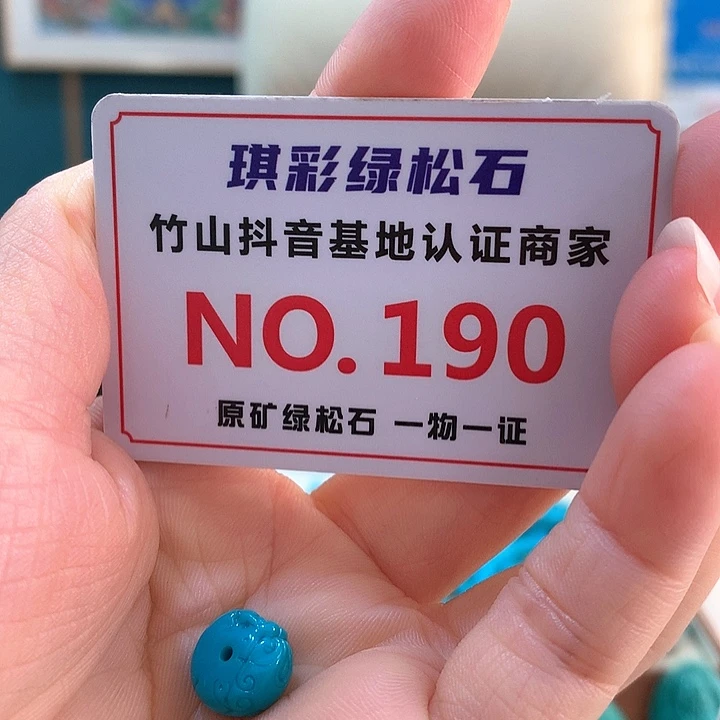 琪彩绿松石
竹山抖音基地认证商家
NO.190
原矿绿松石 一物一证